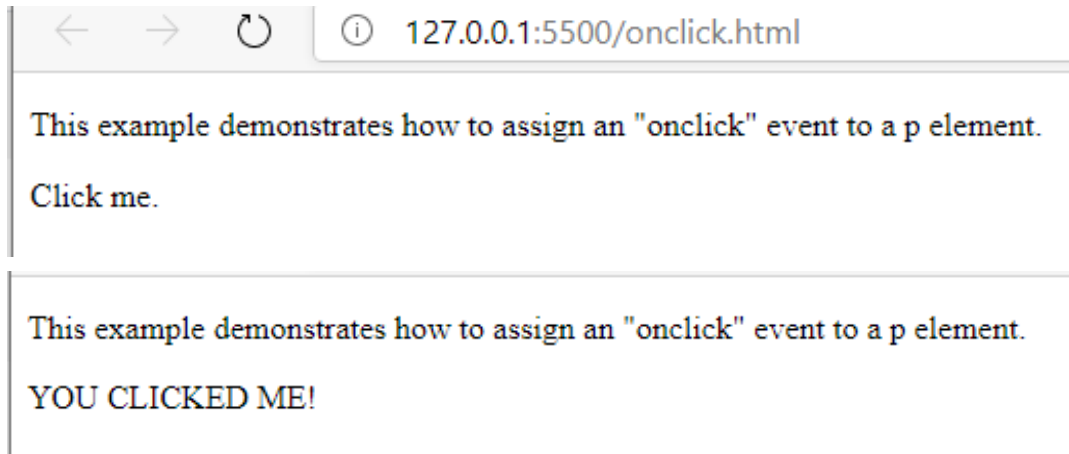 127.0.0.1:5500/onclick.html
This example demonstrates how to assign an "onclick" event to a p element.
Click me.
This example demonstrates how to assign an "onclick" event to a p element.
YOU CLICKED ME!